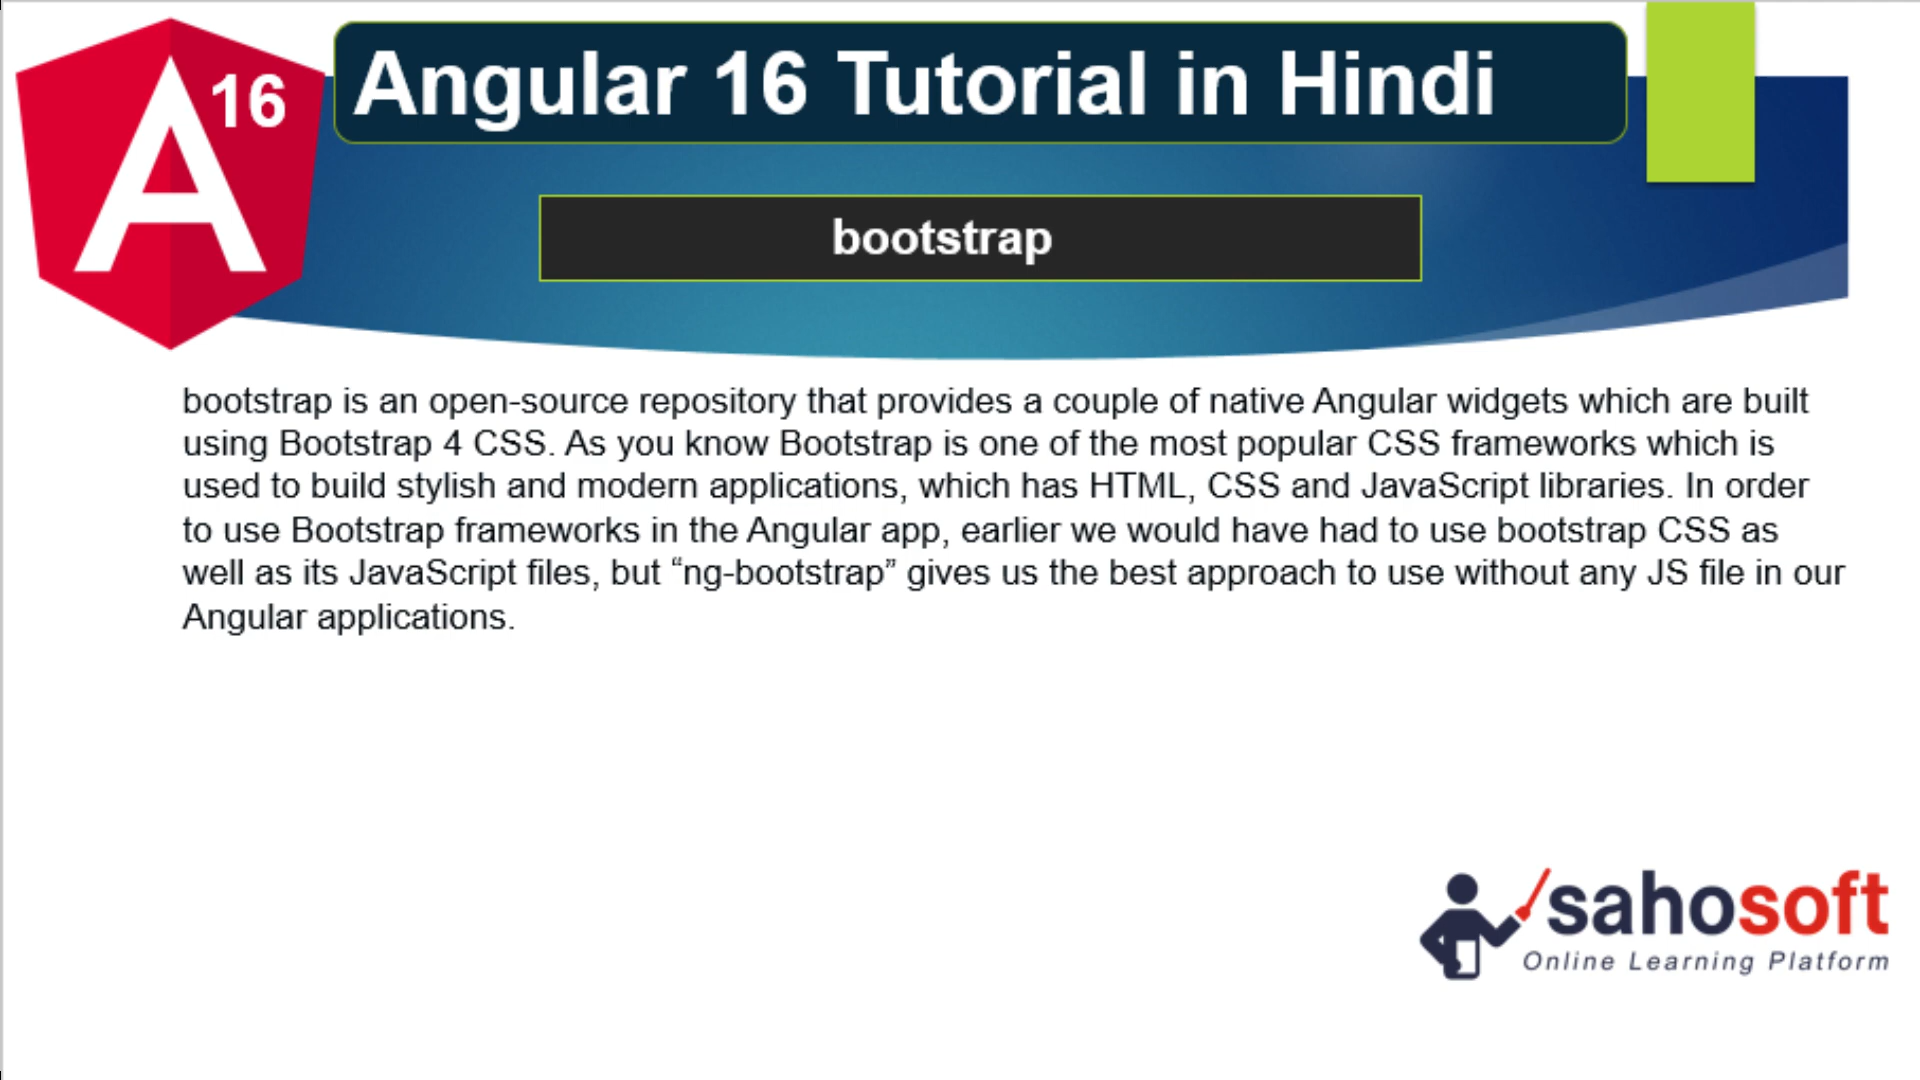 16
Angular 16 Tutorial in Hindi
bootstrap
bootstrap is an open-source repository that provides a couple of native Angular widgets which are built
using Bootstrap 4 CSS. As you know Bootstrap is one of the most popular CSS frameworks which is
used to build stylish and modern applications, which has HTML, CSS and JavaScript libraries. In order
to use Bootstrap frameworks in the Angular app, earlier we would have had to use bootstrap CSS as
well as its JavaScript files, but “ng-bootstrap” gives us the best approach to use without any JS file in our
Angular applications.
sahosoft
Online Learning Platform